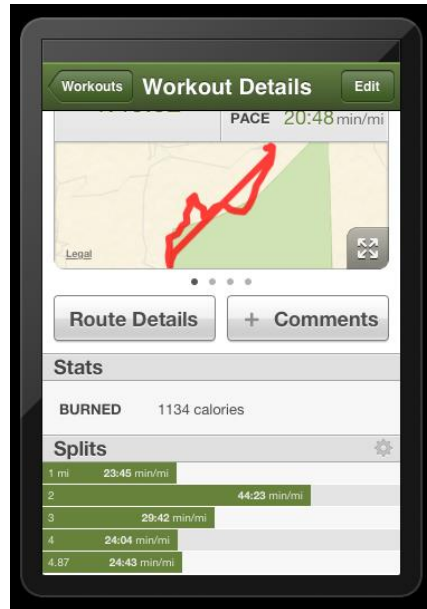 Workouts Workout Details Edit
PACE 20:48 min/mi
Legal
Route Details + Comments
Stats
BURNED 1134 calories
Splits
1 mi 23:45 min/mi
2 44:23 min/mi
3 29:42 min/mi
4 24:04 min/mi
4.87 24:43 min/mi